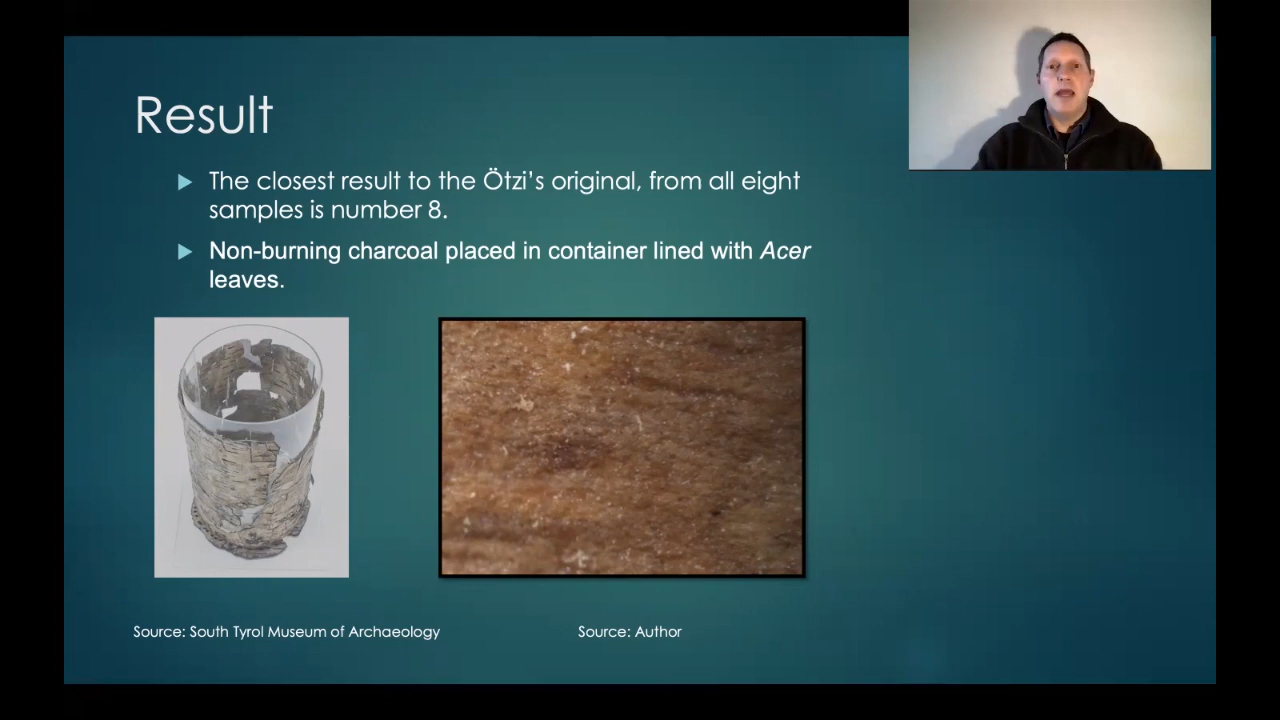 Result
The closest result to the Ötzi's original, from all eight
samples is number 8.
Non-burning charcoal placed in container lined with Acer
leaves.
Source: South Tyrol Museum of Archaeology
Source: Author